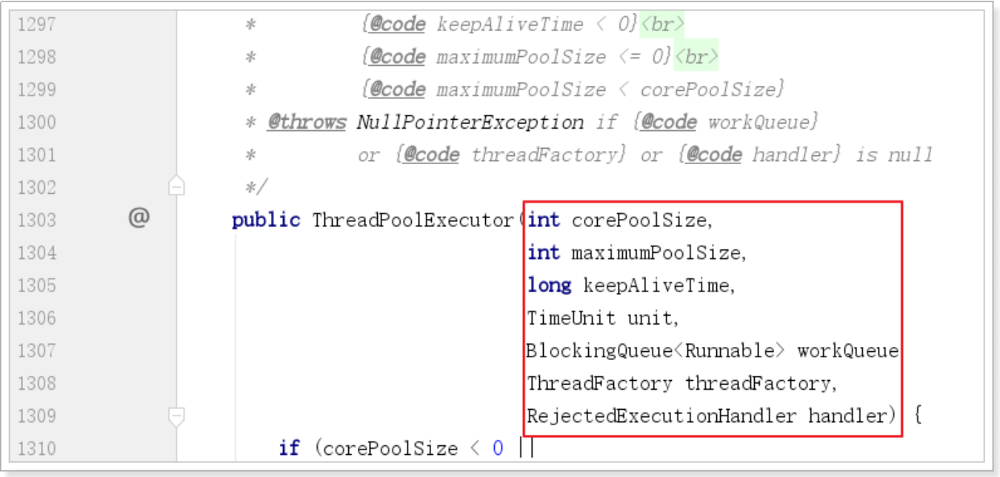 1297 * {@code keepAliveTime < 0}<br>
1298 * {@code maximumPoolSize <= 0}<br>
1299 * {@code maximumPoolSize < corePoolSize}
1300 * @throws NullPointerException if {@code workQueue}
1301 * or {@code threadFactory} or {@code handler} is null
1302 */
1303 @ public ThreadPoolExecutor(int corePoolSize,
1304 int maximumPoolSize,
1305 long keepAliveTime,
1306 TimeUnit unit,
1307 BlockingQueue<Runnable> workQueue
1308 ThreadFactory threadFactory,
1309 RejectedExecutionHandler handler) {
1310 if (corePoolSize < 0 ||